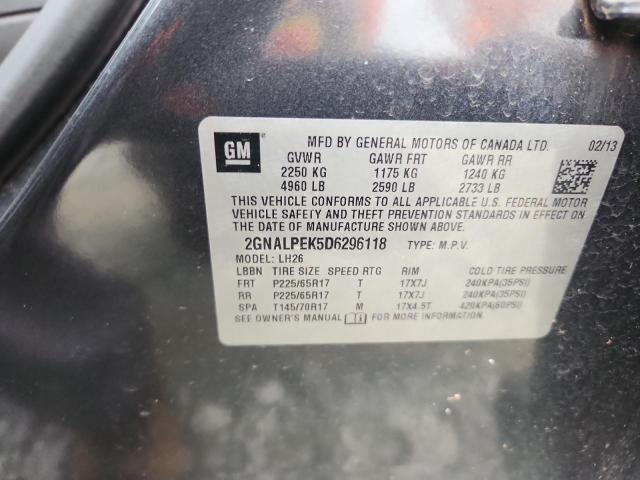 GM MFD BY GENERAL MOTORS OF CANADA LTD. 02/13
GVWR GAWR FRT GAWR RR
2250 KG 1175 KG 1240 KG
4960 LB 2590 LB 2733 LB
THIS VEHICLE CONFORMS TO ALL APPLICABLE U.S. FEDERAL MOTOR
VEHICLE SAFETY AND THEFT PREVENTION STANDARDS IN EFFECT ON
THE DATE OF MANUFACTURE SHOWN ABOVE.
2GNALPEK5D6296118 TYPE: M.P.V.
MODEL: LH26
LBBN TIRE SIZE SPEED RTG RIM COLD TIRE PRESSURE
FRT P225/65R17 T 17X7J 240KPA(35PSI)
RR P225/65R17 T 17X7J 240KPA(35PSI)
SPA T145/70R17 M 17X4.5T 420KPA(60PSI)
SEE OWNER'S MANUAL FOR MORE INFORMATION.